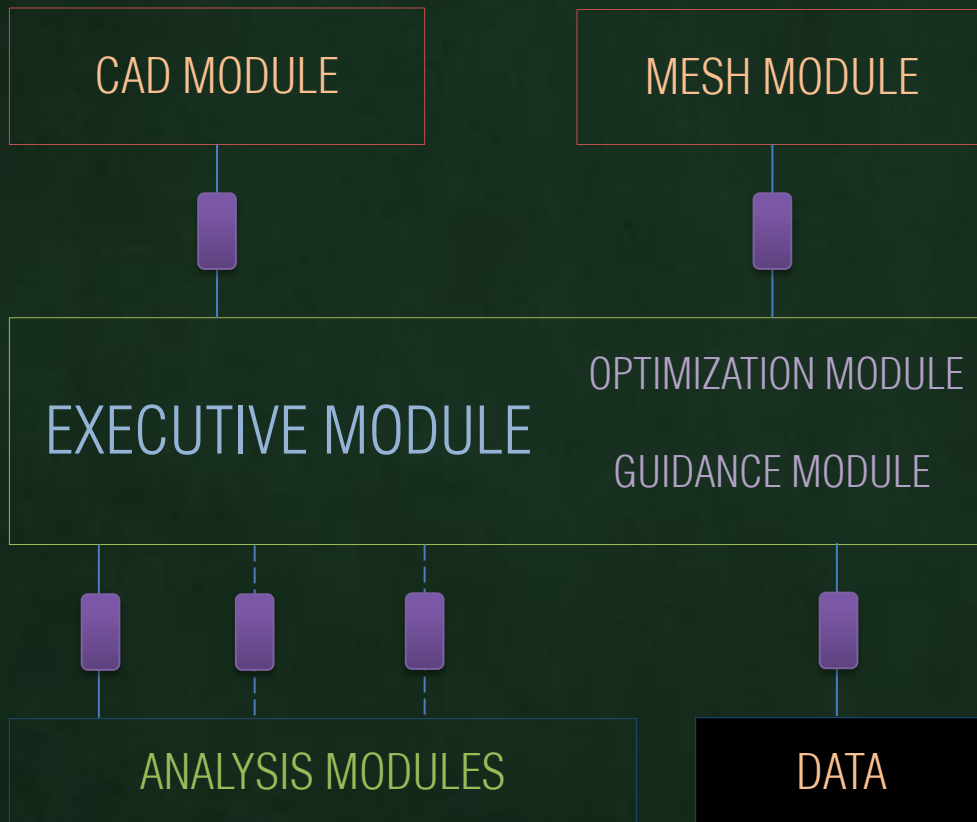 CAD MODULE
MESH MODULE
EXECUTIVE MODULE
OPTIMIZATION MODULE
GUIDANCE MODULE
ANALYSIS MODULES
DATA